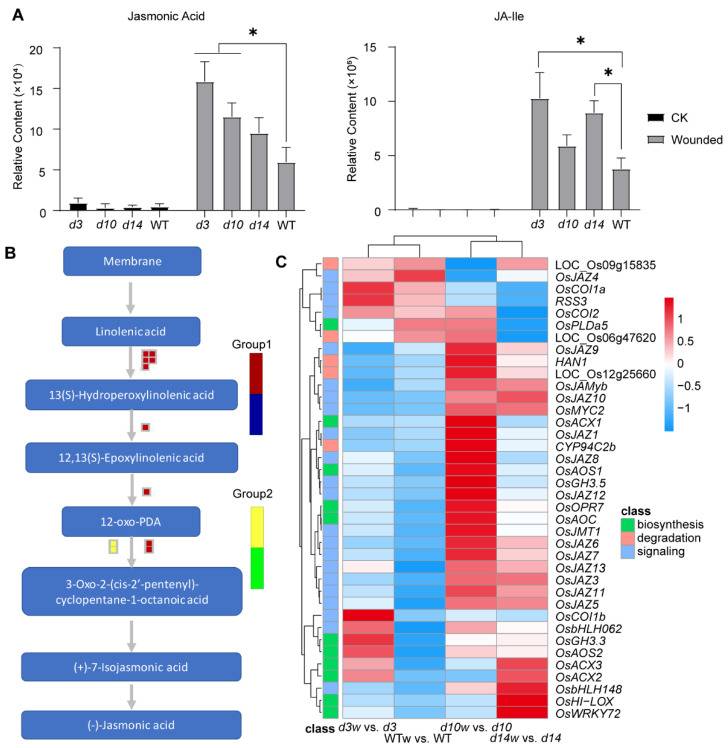 A
Jasmonic Acid
JA-Ile
Relative Content (×10⁴)
20
15
10
5
0
d3 d10 d14 WT d3 d10 d14 WT
*
Relative Content (×10⁶)
15
10
5
0
d3 d10 d14 WT
*
*
CK
Wounded
B
Membrane
Linolenic acid
Group1
13(S)-Hydroperoxylinolenic acid
12,13(S)-Epoxylinolenic acid
Group2
12-oxo-PDA
3-Oxo-2-(cis-2′-pentenyl)-
cyclopentane-1-octanoic acid
(+)-7-Isojasmonic acid
(-)-Jasmonic acid
C
LOC_Os09g15835
OsJAZ4
OsCOI1a
RSS3
OsCOI2
OsPLDa5
LOC_Os06g47620
OsJAZ9
HAN1
LOC_Os12g25660
OsJAMyb
OsJAZ10
OsMYC2
OsACX1
OsJAZ1
CYP94C2b
OsJAZ8
OsAOS1
OsGH3.5
OsJAZ12
OsOPR7
OsAOC
OsJMT1
OsJAZ6
OsJAZ7
OsJAZ13
OsJAZ3
OsJAZ11
OsJAZ5
OsCOI1b
OsbHLH062
OsGH3.3
OsAOS2
OsACX3
OsACX2
OsbHLH148
OsHI−LOX
OsWRKY72
1
0.5
0
−0.5
−1
class
biosynthesis
degradation
signaling
class d3w vs. d3 d10w vs. d10
WTw vs. WT d14w vs. d14